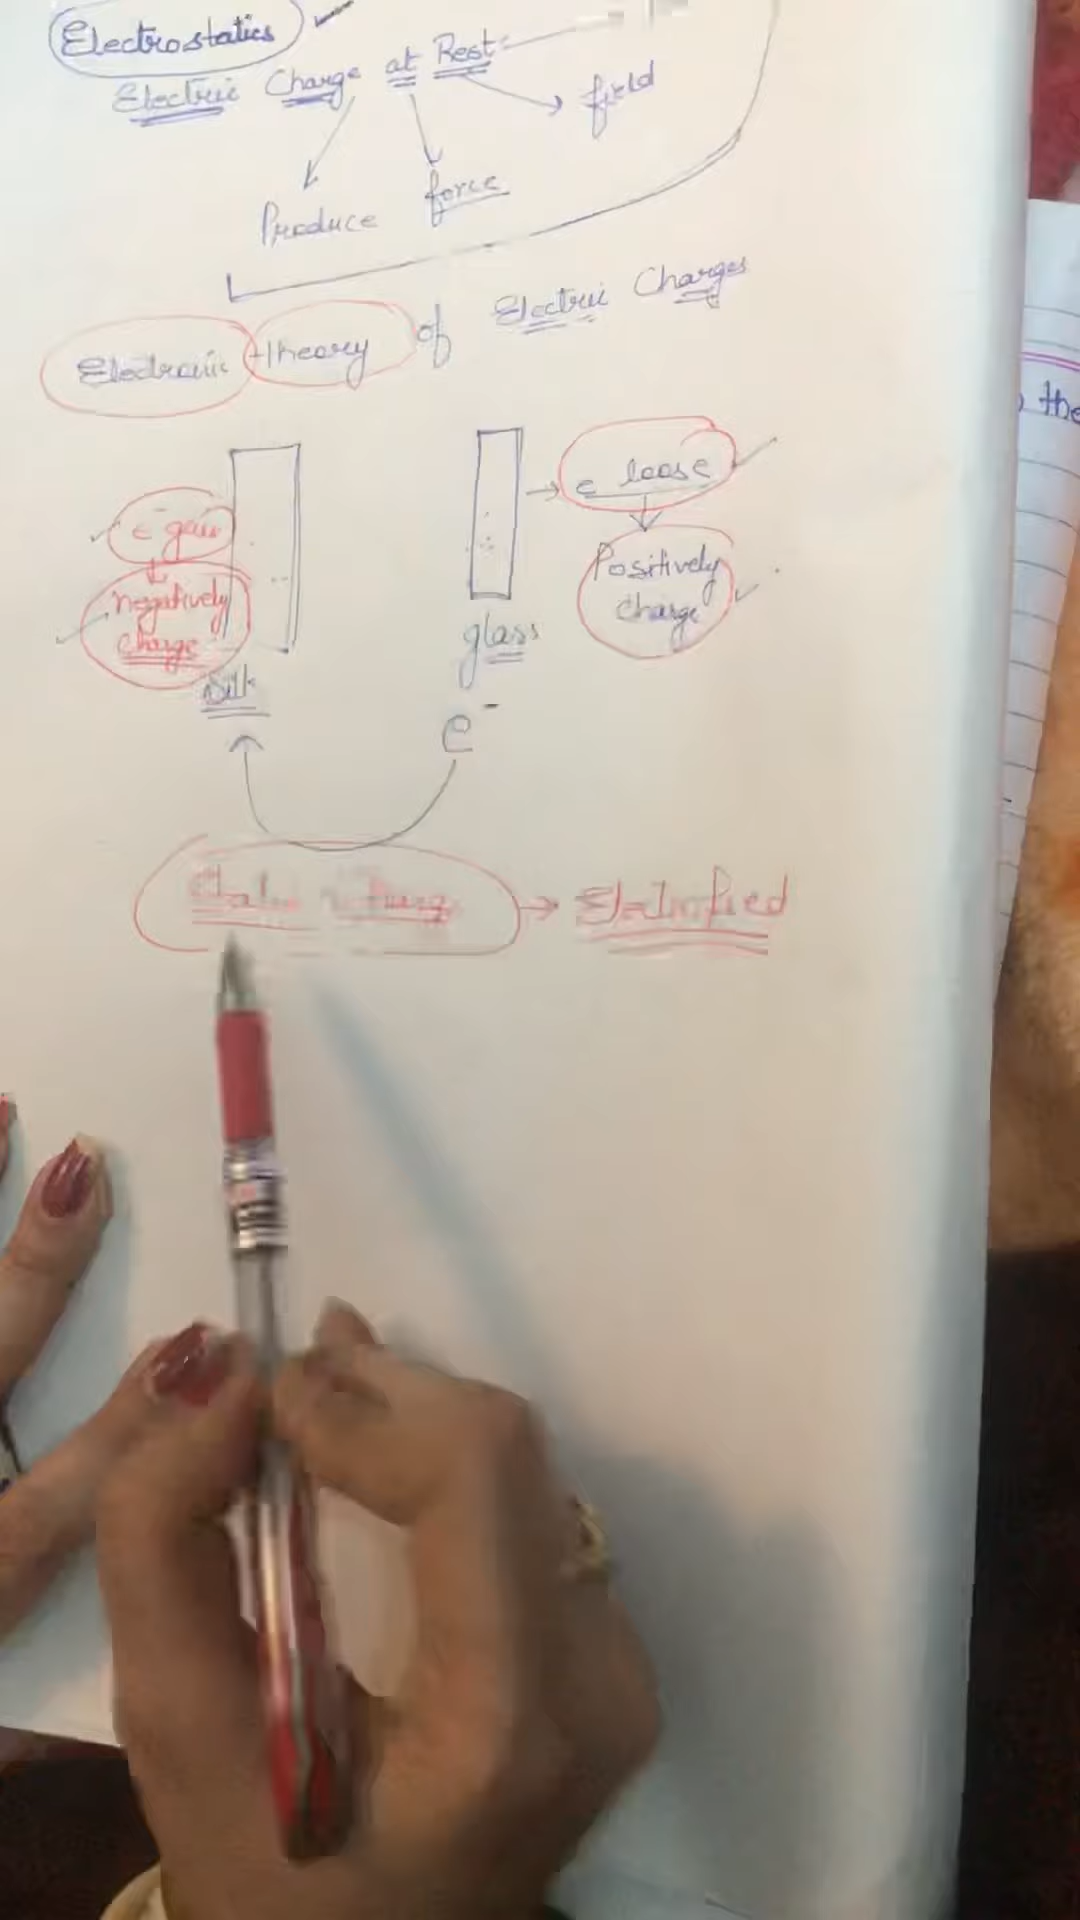 Electrostatics
Electric Charge at Rest
field
Produce
force
Electronic theory of Electric Charges
e loose
e⁻ gain
Positively
charge
negatively
charge
glass
Silk
e⁻
Electrified
the